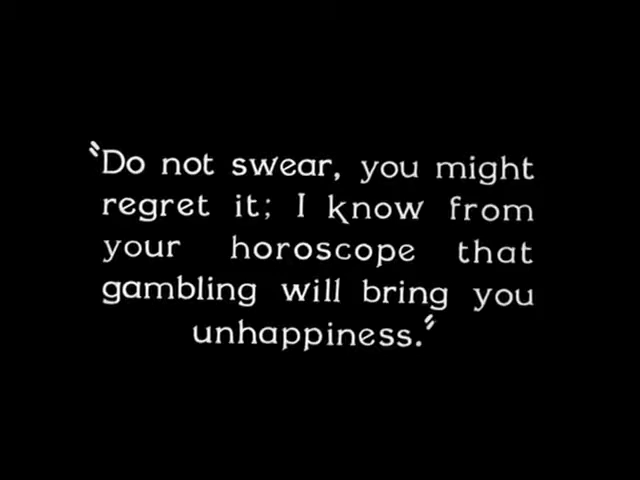 "Do not swear, you might
regret it; I know from
your horoscope that
gambling will bring you
unhappiness."